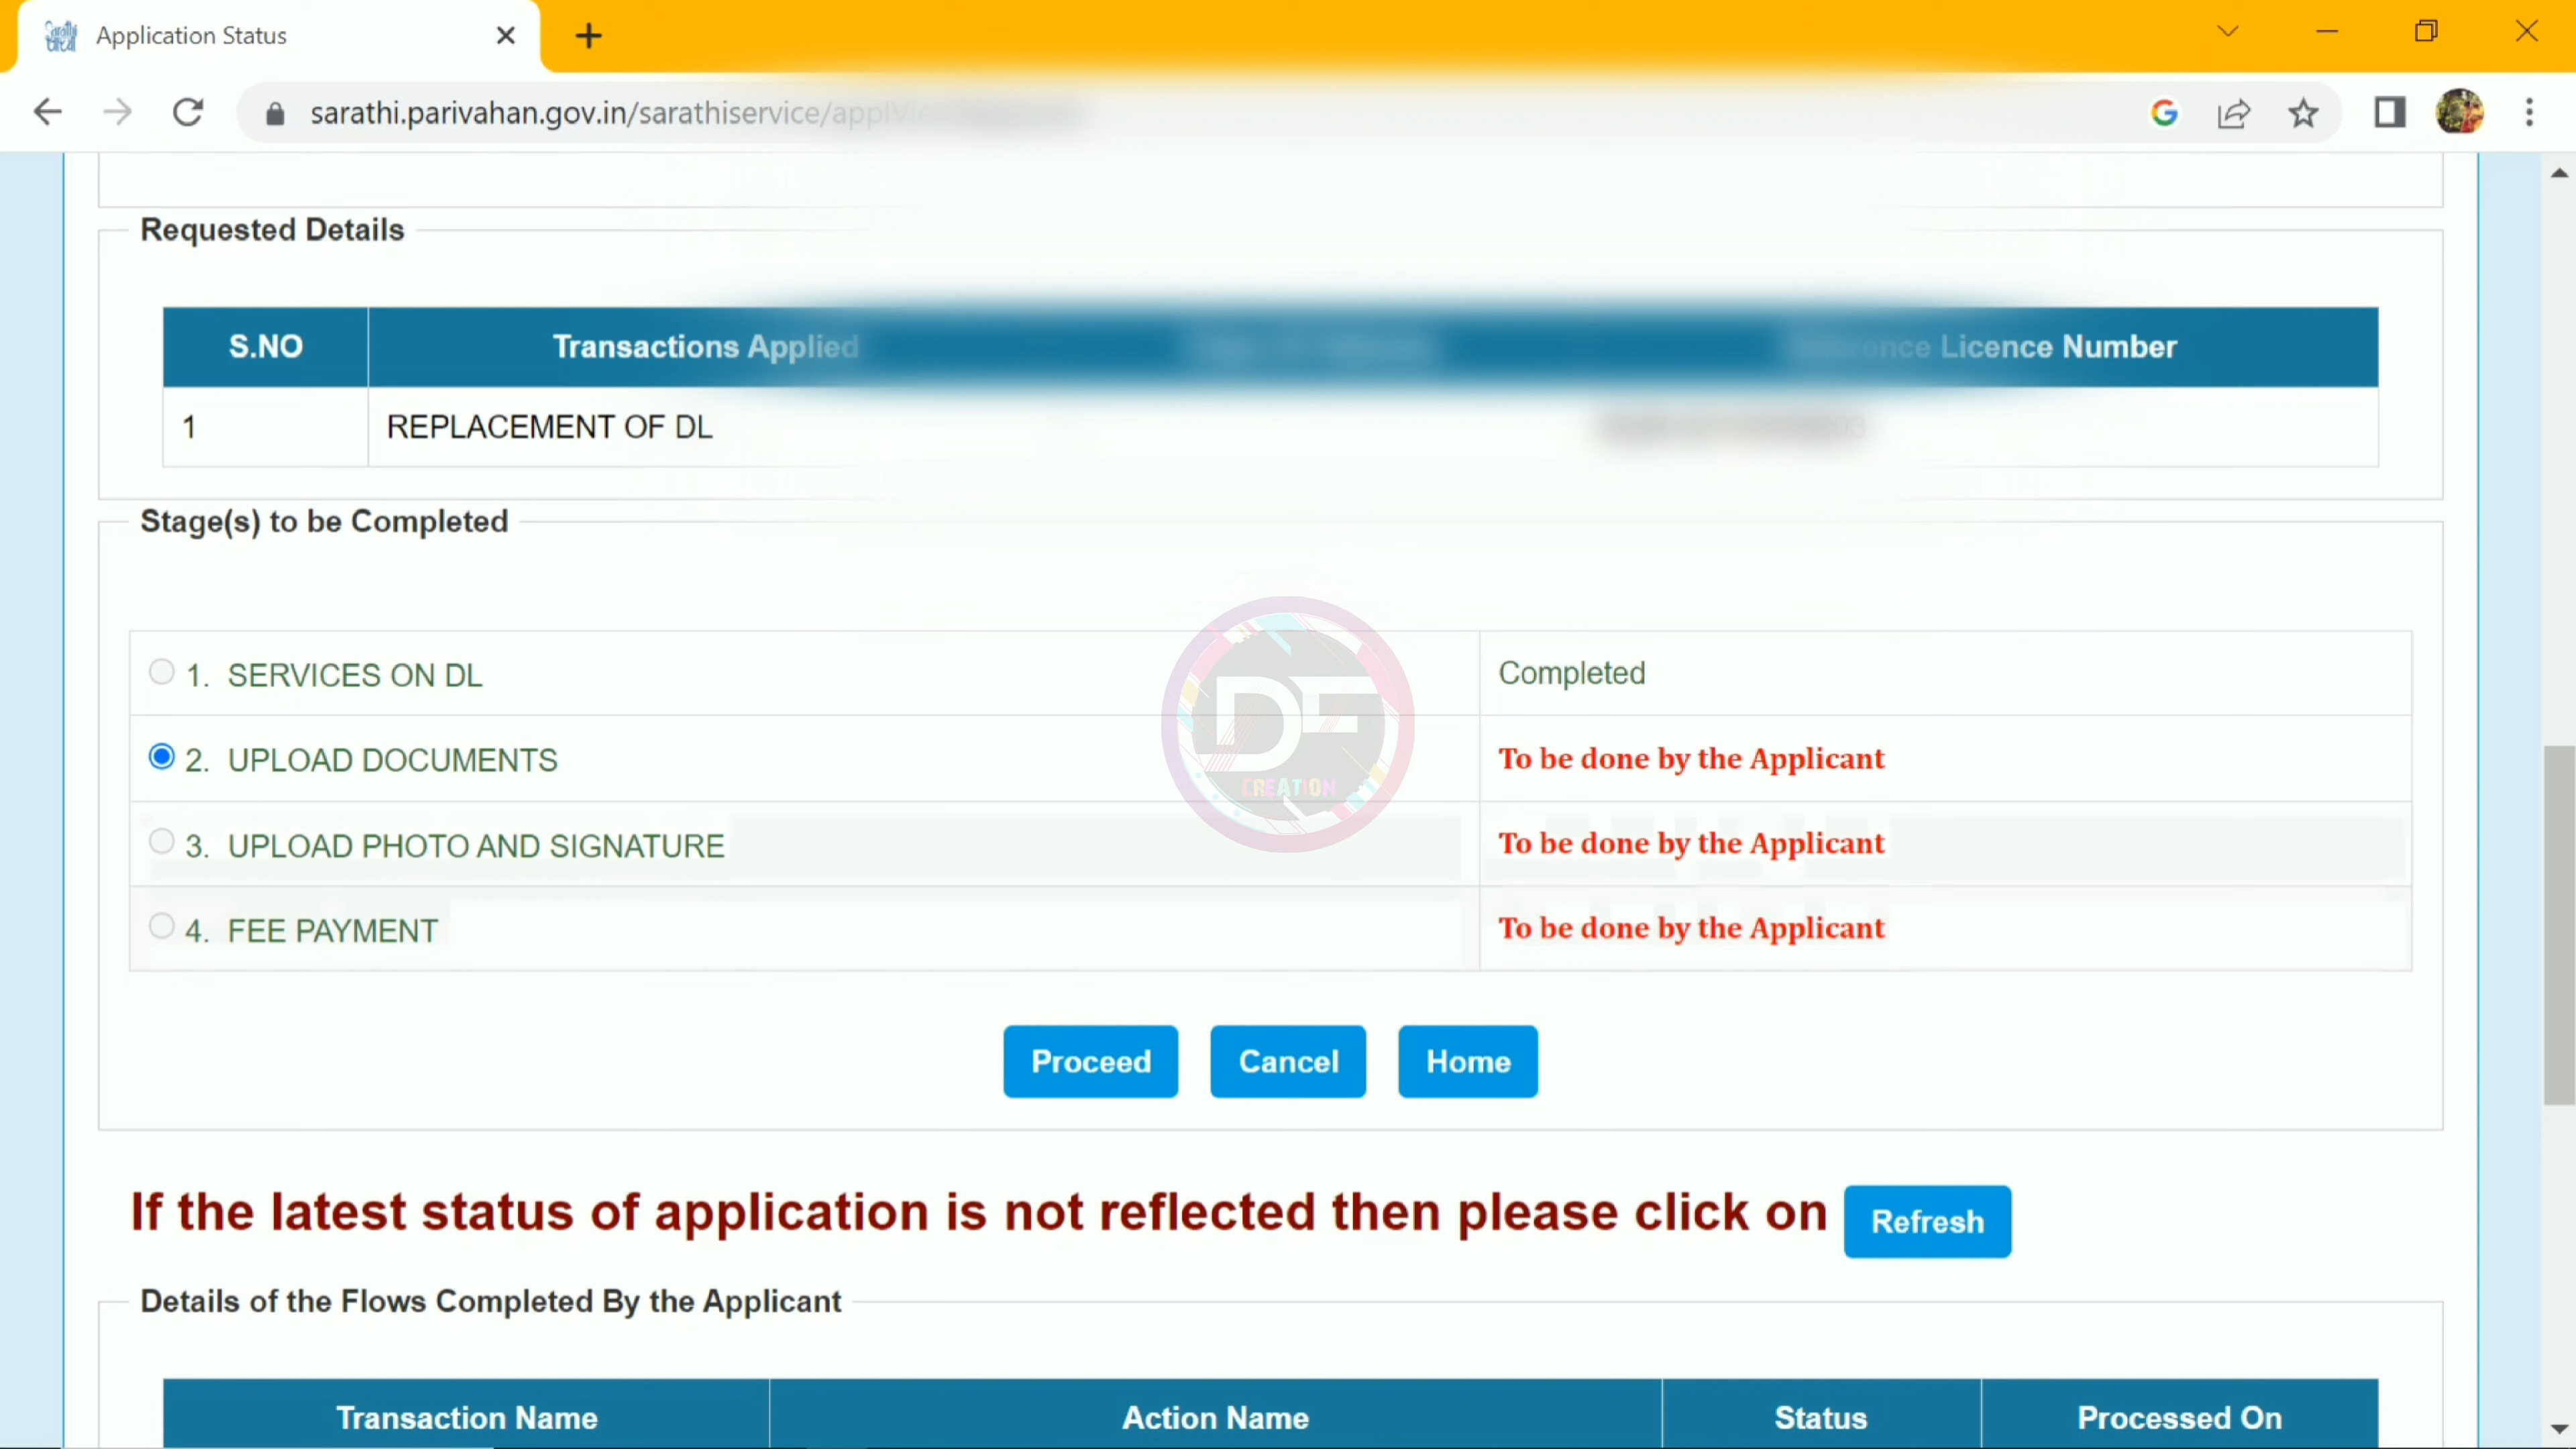 Application Status
sarathi.parivahan.gov.in/sarathiservice/applVie
Requested Details
S.NO Transactions Applied Licence Number
1 REPLACEMENT OF DL
Stage(s) to be Completed
1. SERVICES ON DL Completed
2. UPLOAD DOCUMENTS To be done by the Applicant
3. UPLOAD PHOTO AND SIGNATURE To be done by the Applicant
4. FEE PAYMENT To be done by the Applicant
DF
CREATION
Proceed Cancel Home
If the latest status of application is not reflected then please click on Refresh
Details of the Flows Completed By the Applicant
Transaction Name Action Name Status Processed On